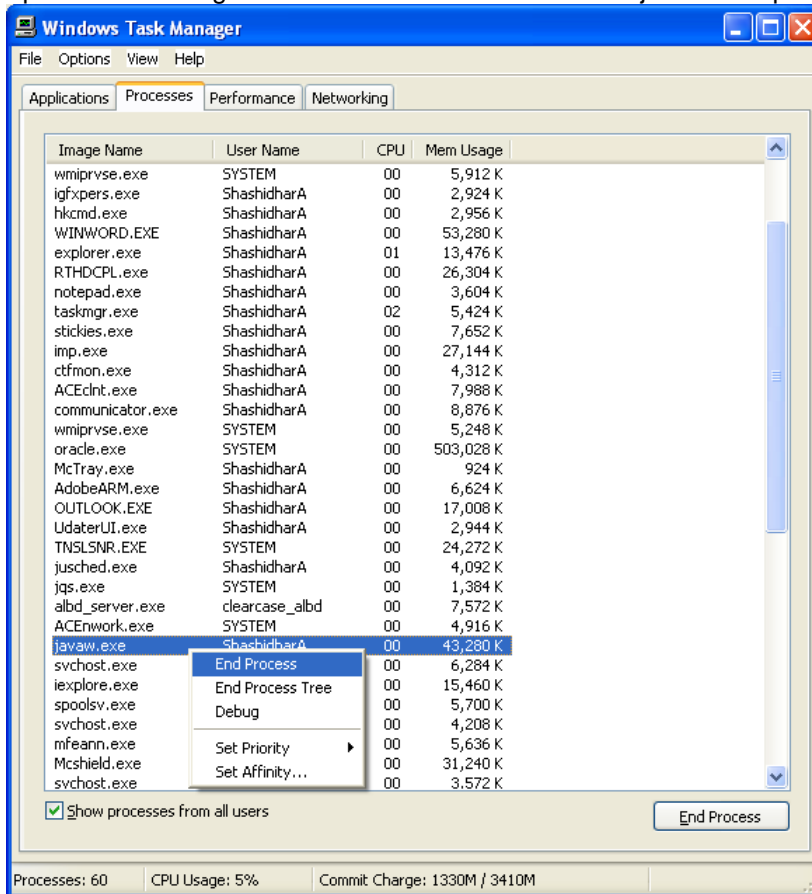 Windows Task Manager
File Options View Help
Applications Processes Performance Networking
Image Name User Name CPU Mem Usage
wmiprvse.exe SYSTEM 00 5,912 K
igfxpers.exe ShashidharA 00 2,924 K
hkcmd.exe ShashidharA 00 2,956 K
WINWORD.EXE ShashidharA 00 53,280 K
explorer.exe ShashidharA 01 13,476 K
RTHDCPL.exe ShashidharA 00 26,304 K
notepad.exe ShashidharA 00 3,604 K
taskmgr.exe ShashidharA 02 5,424 K
stickies.exe ShashidharA 00 7,652 K
imp.exe ShashidharA 00 27,144 K
ctfmon.exe ShashidharA 00 4,312 K
ACEclnt.exe ShashidharA 00 7,988 K
communicator.exe ShashidharA 00 8,876 K
wmiprvse.exe SYSTEM 00 5,248 K
oracle.exe SYSTEM 00 503,028 K
McTray.exe ShashidharA 00 924 K
AdobeARM.exe ShashidharA 00 6,624 K
OUTLOOK.EXE ShashidharA 00 17,008 K
UdaterUI.exe ShashidharA 00 2,944 K
TNSLSNR.EXE SYSTEM 00 24,272 K
jusched.exe ShashidharA 00 4,092 K
jqs.exe SYSTEM 00 1,384 K
albd_server.exe clearcase_albd 00 7,572 K
ACEnwork.exe SYSTEM 00 4,916 K
javaw.exe ShashidharA 00 43,280 K
svchost.exe End Process 00 6,284 K
iexplore.exe End Process Tree 00 15,460 K
spoolsv.exe Debug 00 5,700 K
svchost.exe 00 4,208 K
mfeann.exe Set Priority 00 5,636 K
Mcshield.exe Set Affinity... 00 31,240 K
svchost.exe 00 3,572 K
Show processes from all users End Process
Processes: 60 CPU Usage: 5% Commit Charge: 1330M / 3410M